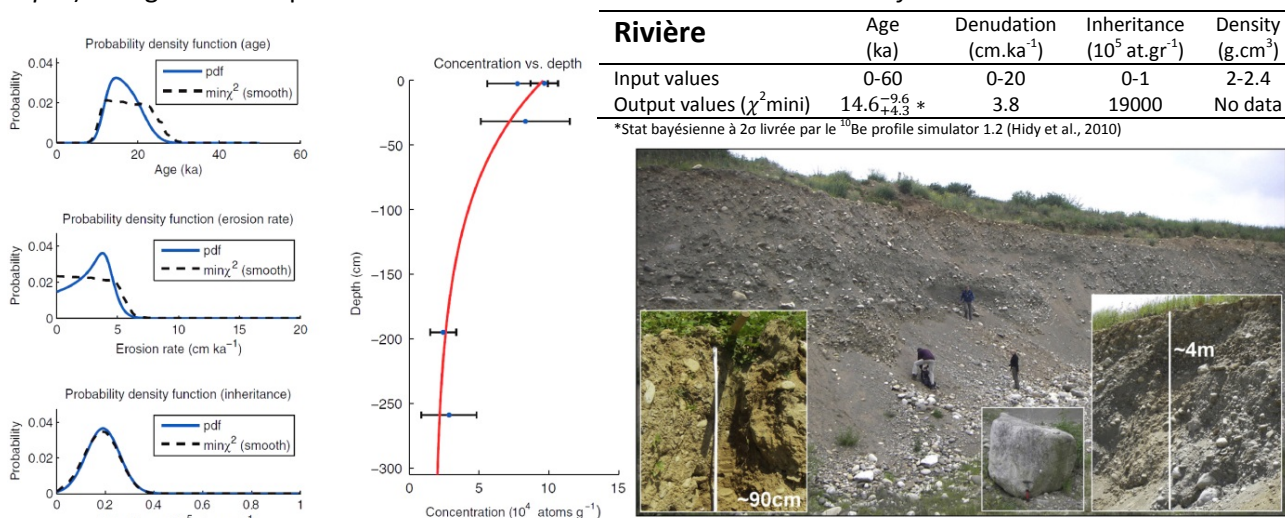 Rivière
Age Denudation Inheritance Density
(ka) (cm.ka⁻¹) (10⁵ at.gr⁻¹) (g.cm³)
Input values 0-60 0-20 0-1 2-2.4
Output values (χ²mini) 14.6−9.6+4.3 * 3.8 19000 No data
*Stat bayésienne à 2σ livrée par le ¹⁰Be profile simulator 1.2 (Hidy et al., 2010)
Probability density function (age)
0.04
0.02
0
Probability
pdf
minχ² (smooth)
0 20 40 60
Age (ka)
Probability density function (erosion rate)
0.04
0.02
0
Probability
pdf
minχ² (smooth)
0 5 10 15 20
Erosion rate (cm ka⁻¹)
Probability density function (inheritance)
0.04
0.02
0
Probability
pdf
minχ² (smooth)
0 0.2 0.4 0.6 0.8 1
Concentration vs. depth
0
−50
−100
−150
−200
−250
−300
Depth (cm)
0 5 10 15
Concentration (10⁴ atoms g⁻¹)
~90cm
~4m